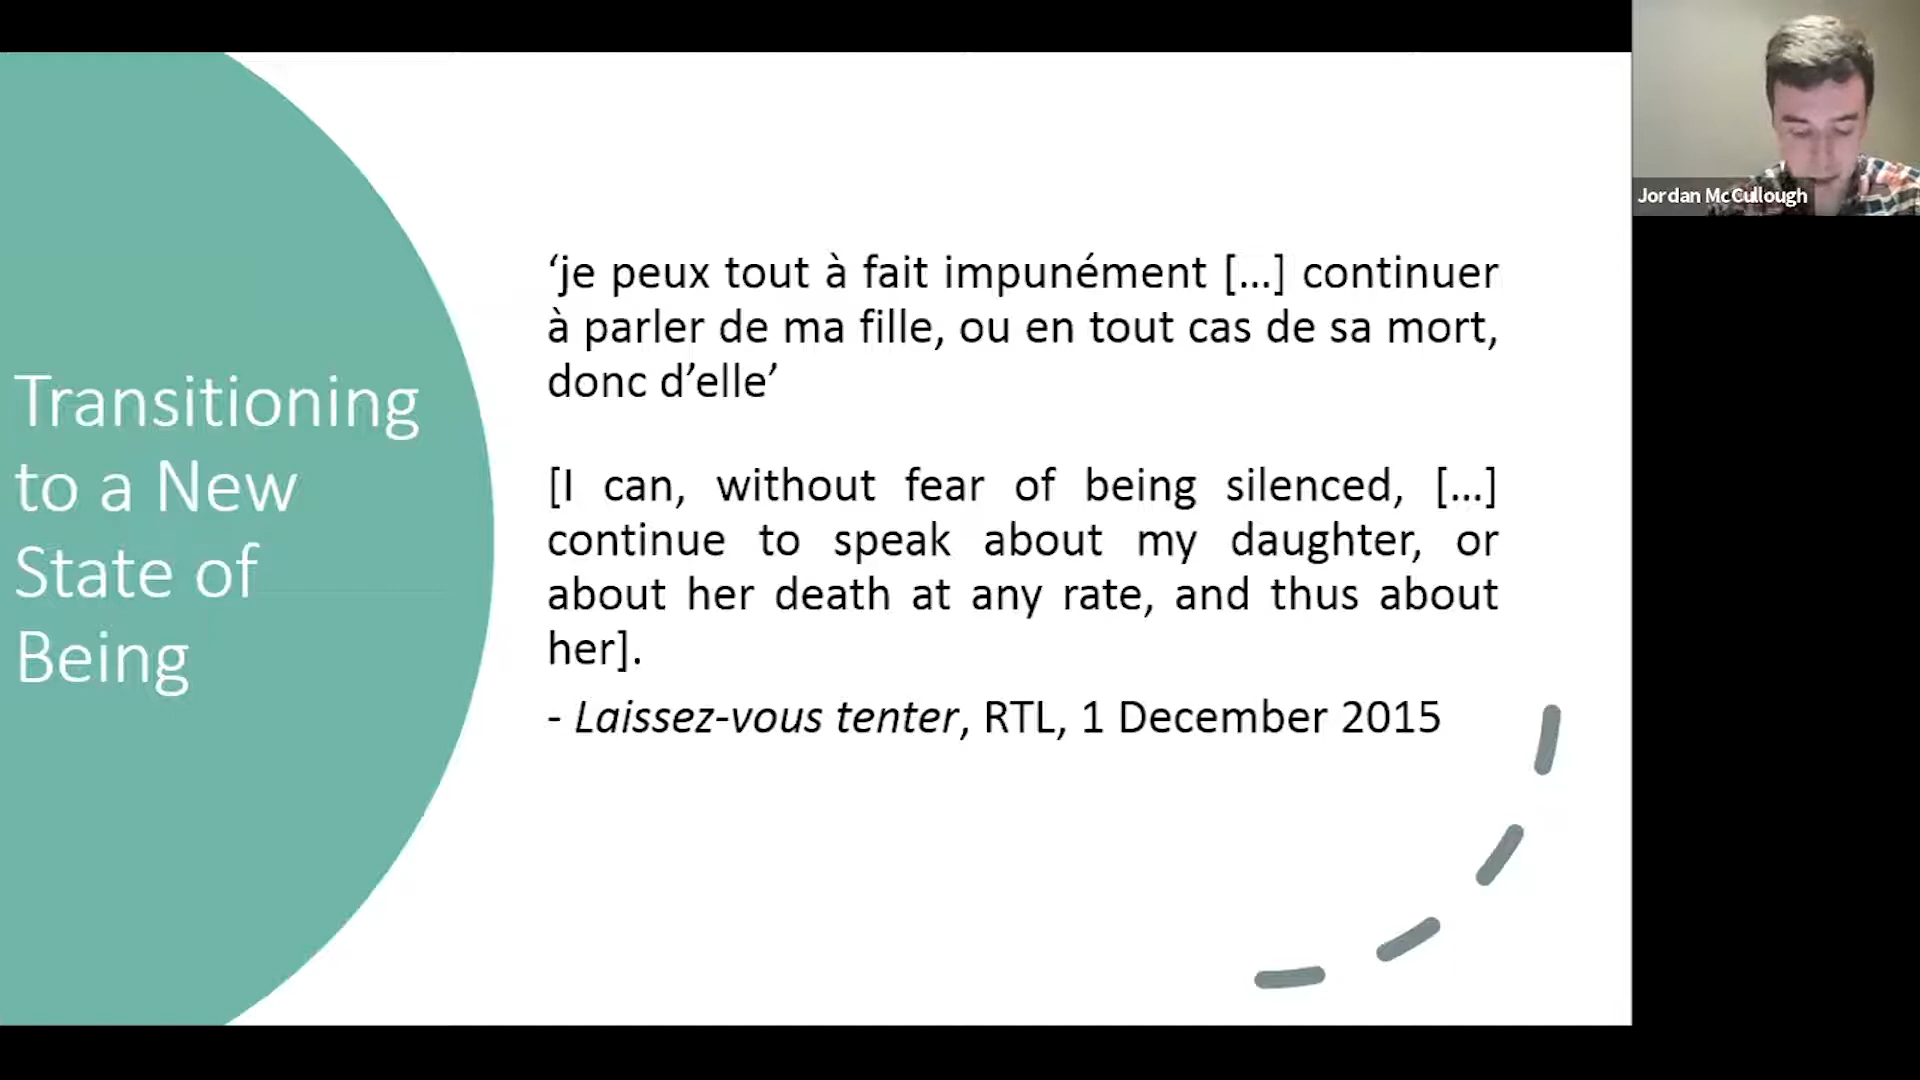 Transitioning
to a New
State of
Being
‘je peux tout à fait impunément [...] continuer
à parler de ma fille, ou en tout cas de sa mort,
donc d’elle’
[I can, without fear of being silenced, [...]
continue to speak about my daughter, or
about her death at any rate, and thus about
her].
- Laissez-vous tenter, RTL, 1 December 2015
Jordan McCullough